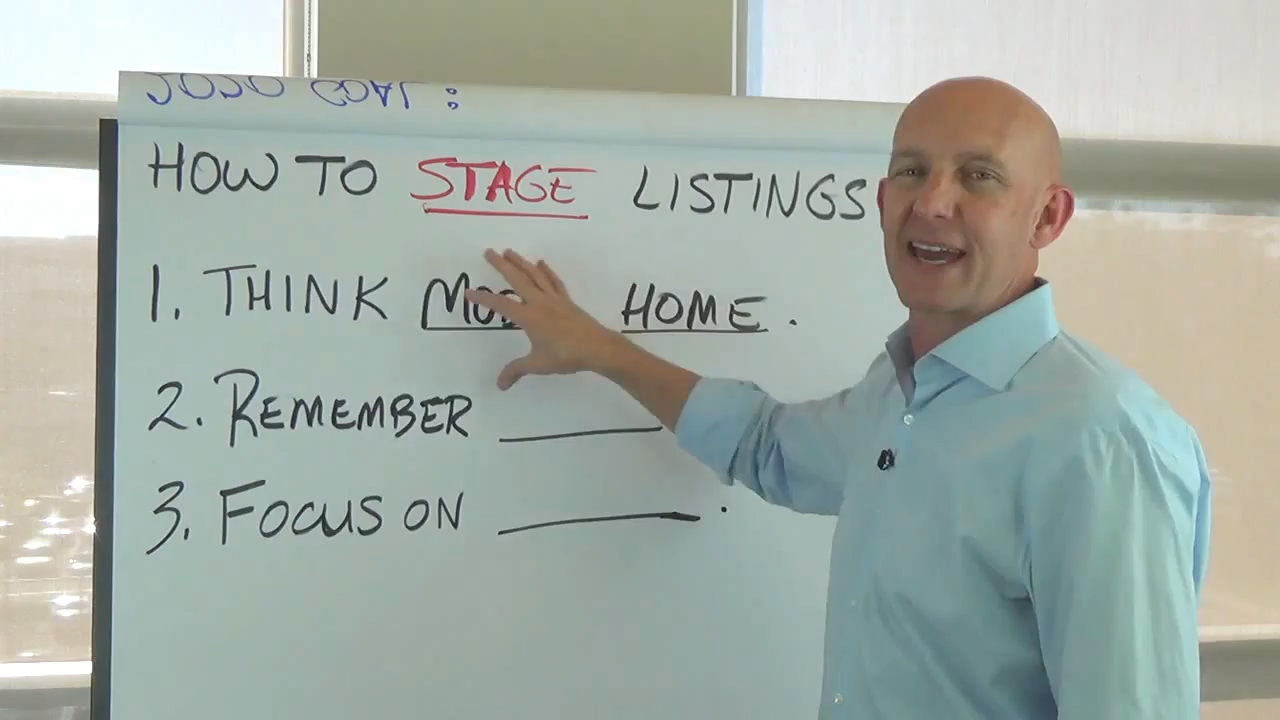 HOW TO STAGE LISTINGS
1. THINK HOME.
2. REMEMBER
3. FOCUS ON .